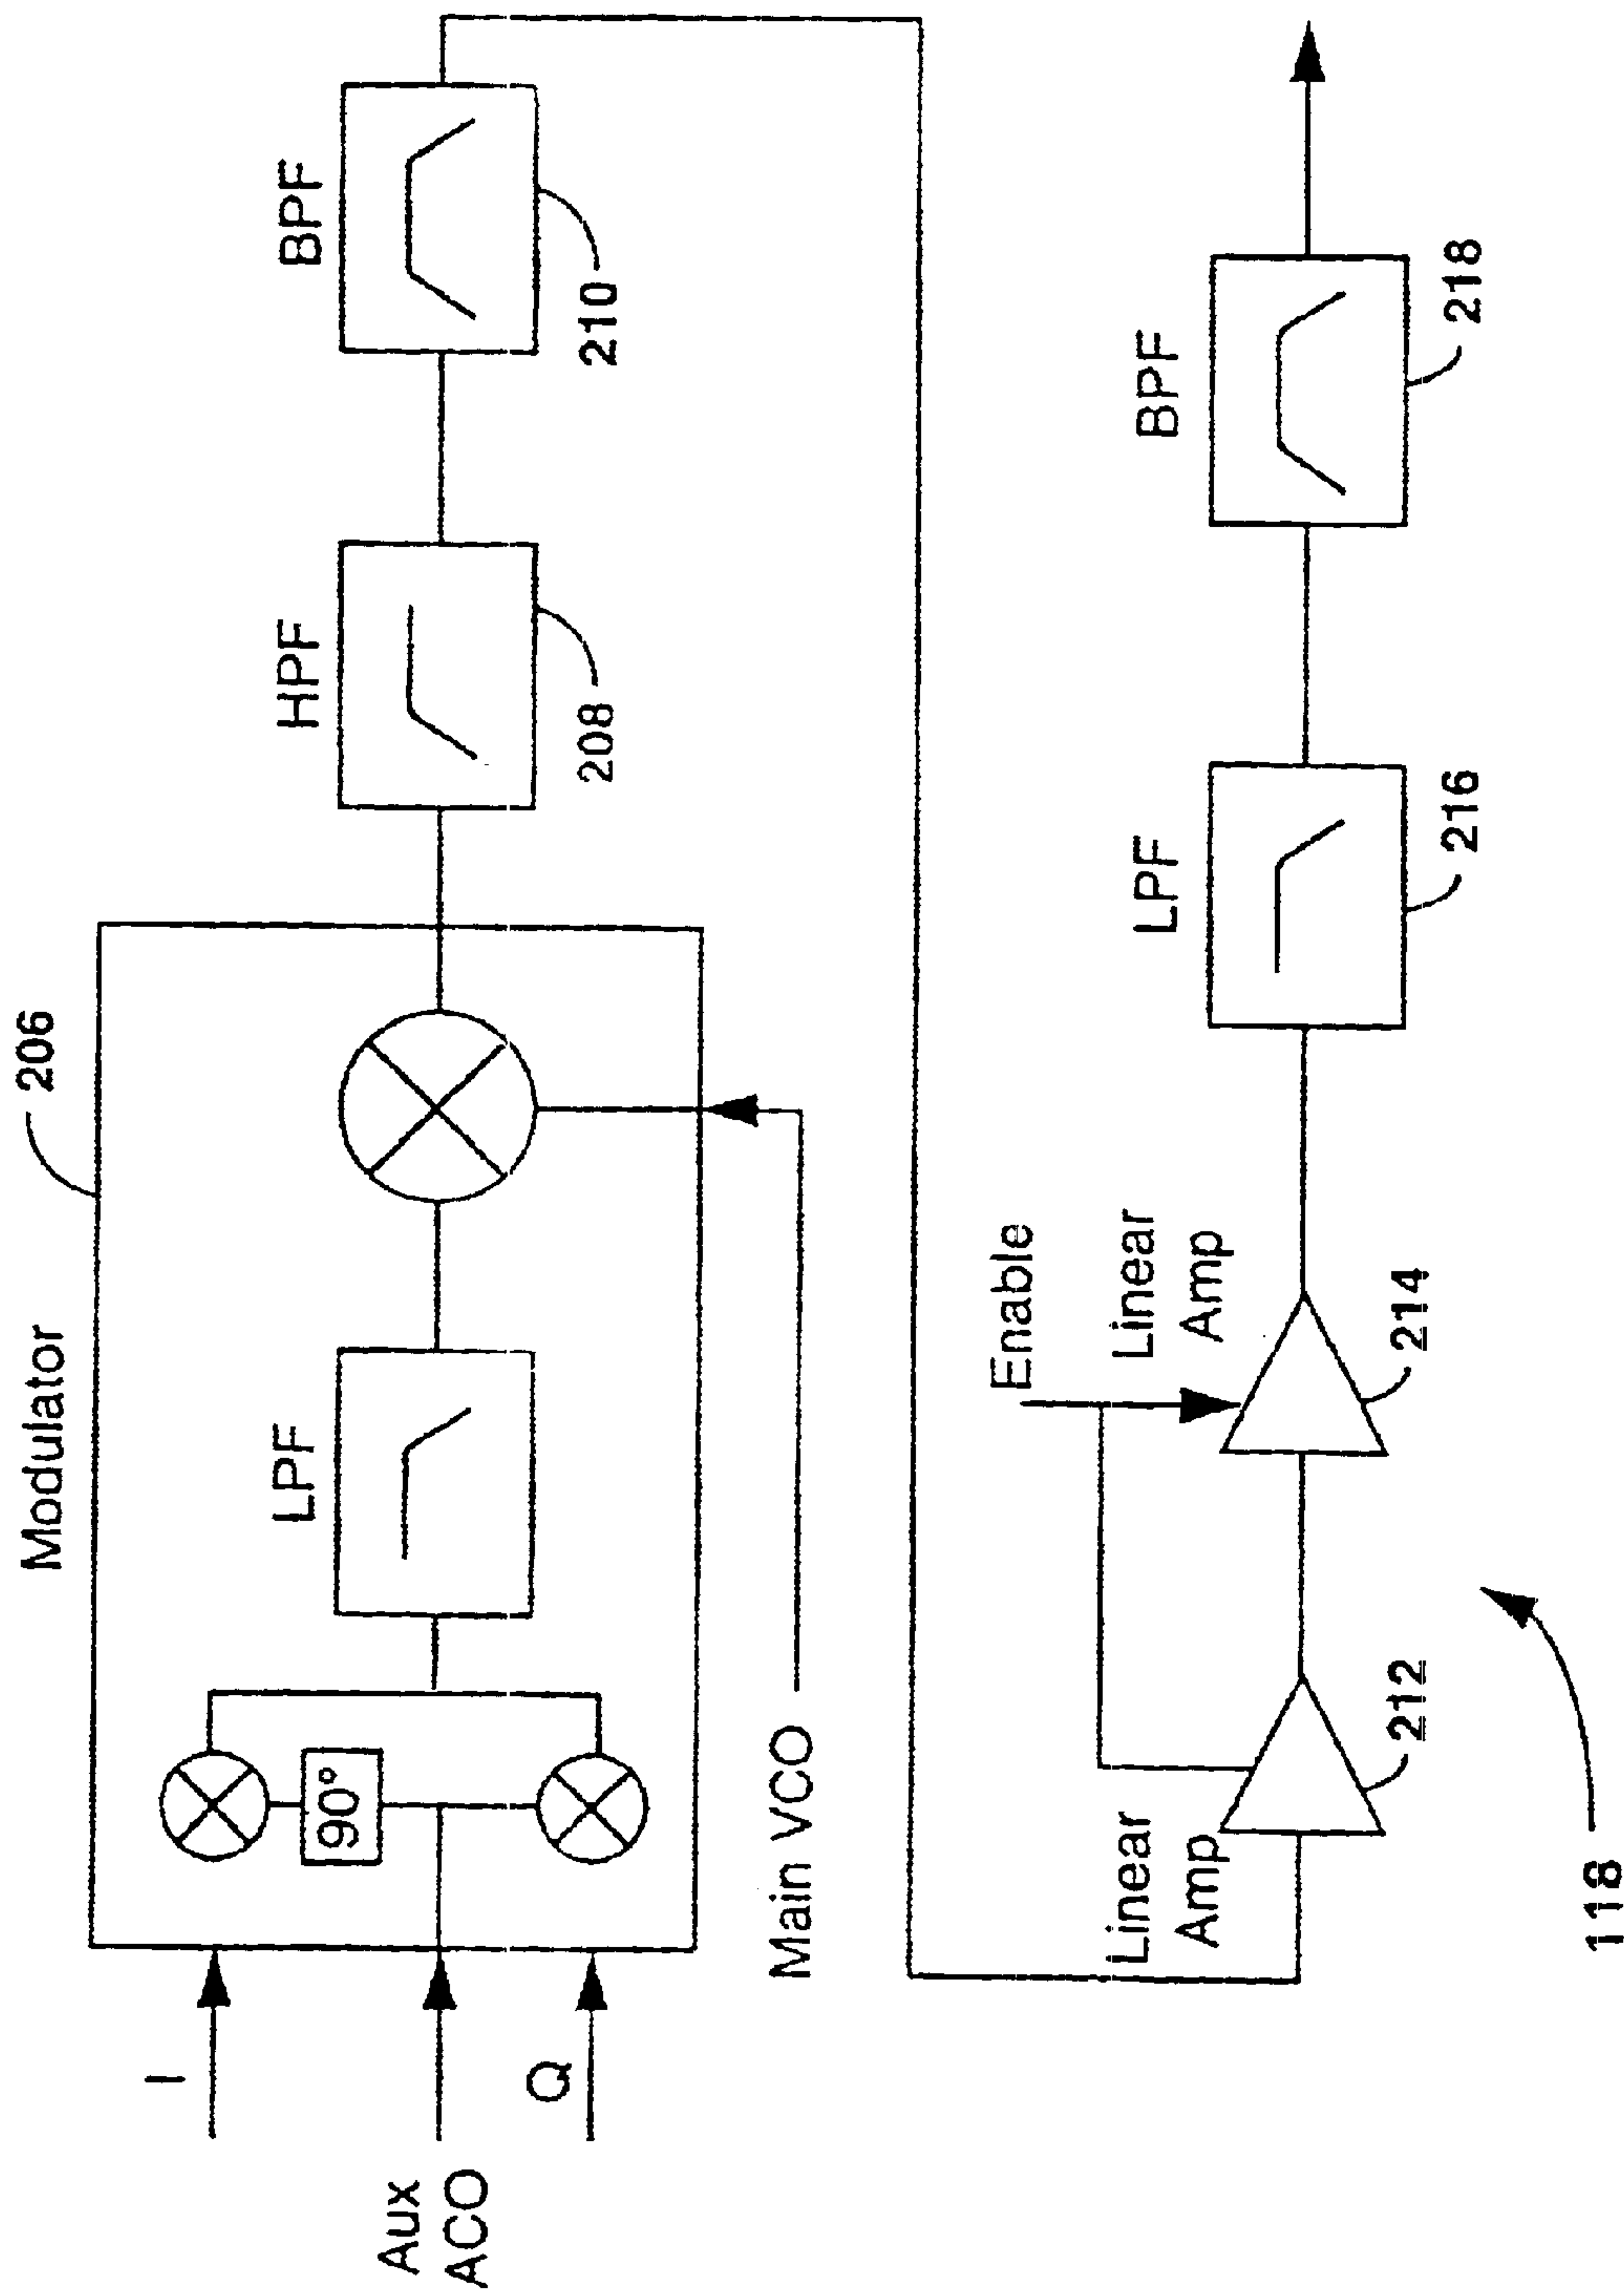 206
Modulator
I
Aux
ACO
Q
90°
LPF
HPF
208
BPF
210
Main VCO
Enable
Linear
Amp
212
Linear
Amp
214
LPF
216
BPF
218
118